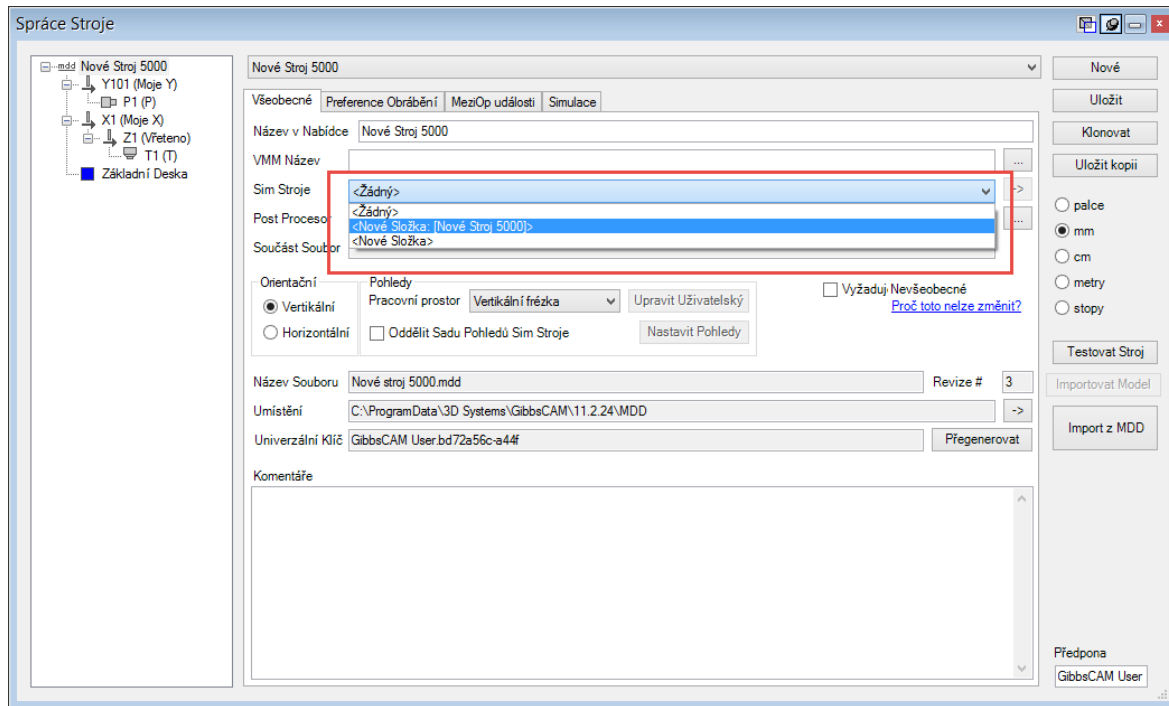 Spráce Stroje
mdd Nové Stroj 5000
Y101 (Moje Y)
P1 (P)
X1 (Moje X)
Z1 (Vřeteno)
T1 (T)
Základní Deska
Nové Stroj 5000
Všeobecné Preference Obrábění MeziOp události Simulace
Název v Nabídce Nové Stroj 5000
VMM Název ...
Sim Stroje <Žádný> ->
<Žádný>
Post Procesor <Nové Složka: [Nové Stroj 5000]> ...
<Nové Složka>
Součást Soubor
Orientační
Vertikální
Horizontální
Pohledy
Pracovní prostor Vertikální frézka Upravit Uživatelský
Oddělit Sadu Pohledů Sim Stroje Nastavit Pohledy
Vyžaduj Nevšeobecné
Proč toto nelze změnit?
Název Souboru Nové stroj 5000.mdd Revize # 3
Umístění C:\ProgramData\3D Systems\GibbsCAM\11.2.24\MDD ->
Univerzální Klíč GibbsCAM User.bd72a56c-a44f Přegenerovat
Komentáře
Nové
Uložit
Klonovat
Uložit kopii
palce
mm
cm
metry
stopy
Testovat Stroj
Importovat Model
Import z MDD
Předpona
GibbsCAM User